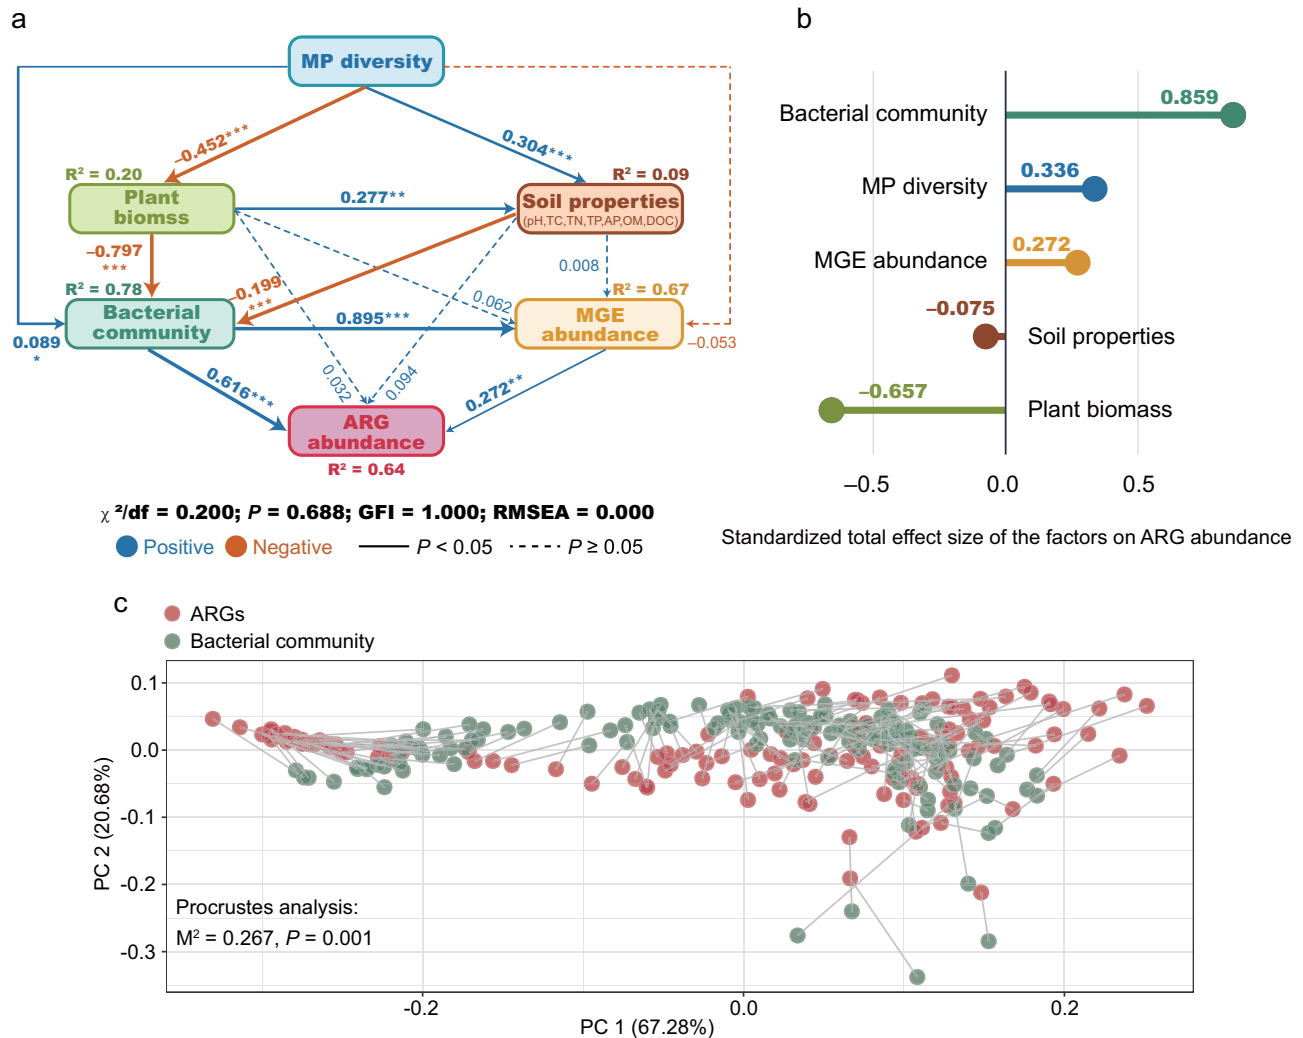 a
MP diversity
−0.452***
0.304***
R² = 0.20
R² = 0.09
Plant
biomss
0.277**
Soil properties
(pH,TC,TN,TP,AP,OM,DOC)
−0.797
***
−0.199
***
0.008
0.062
R² = 0.78
R² = 0.67
Bacterial
community
0.895***
MGE
abundance
0.089
*
−0.053
0.616***
0.032
0.094
0.272**
ARG
abundance
R² = 0.64
χ ²/df = 0.200; P = 0.688; GFI = 1.000; RMSEA = 0.000
Positive Negative P < 0.05 P ≥ 0.05
b
Bacterial community 0.859
MP diversity 0.336
MGE abundance 0.272
−0.075 Soil properties
−0.657 Plant biomass
−0.5 0.0 0.5
Standardized total effect size of the factors on ARG abundance
c
ARGs
Bacterial community
0.1
0.0
-0.1
-0.2
-0.3
PC 2 (20.68%)
Procrustes analysis:
M² = 0.267, P = 0.001
-0.2 0.0 0.2
PC 1 (67.28%)